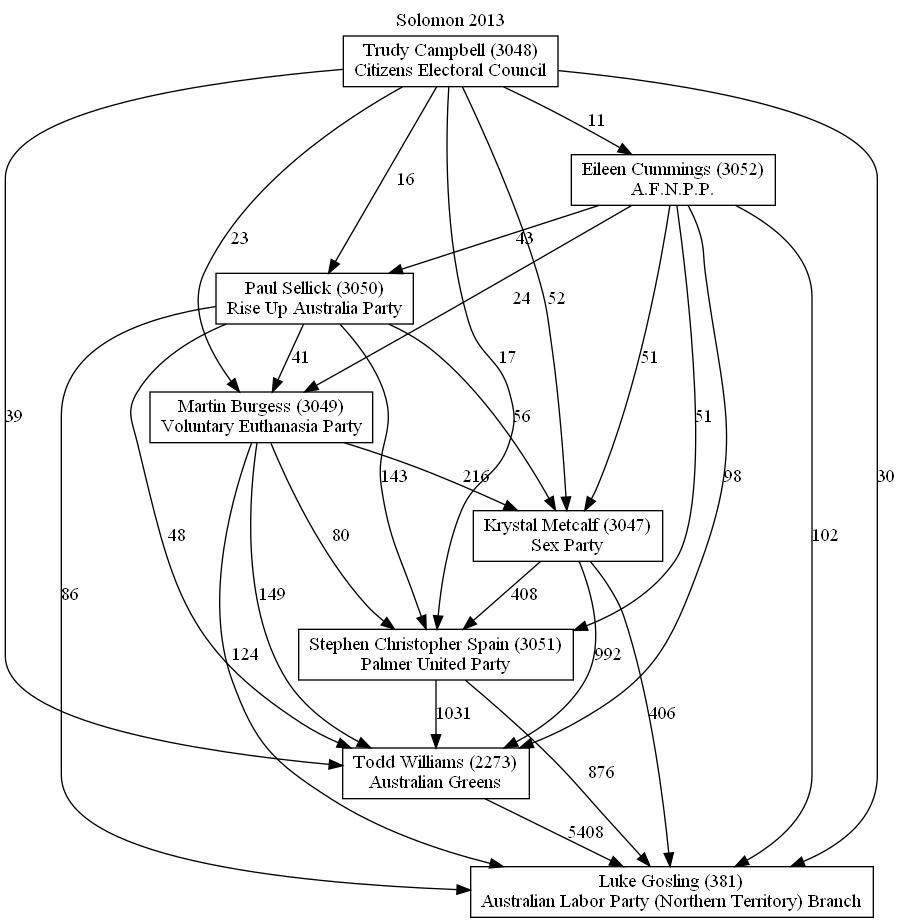 Solomon 2013
Trudy Campbell (3048)
Citizens Electoral Council
11
Eileen Cummings (3052)
A.F.N.P.P.
16
23
43
Paul Sellick (3050)
Rise Up Australia Party
24
52
41
17
51
Martin Burgess (3049)
Voluntary Euthanasia Party
39
56
51
143
216
98
30
Krystal Metcalf (3047)
Sex Party
48
80
102
86
149
408
Stephen Christopher Spain (3051)
Palmer United Party
124
992
1031
406
Todd Williams (2273)
Australian Greens
876
5408
Luke Gosling (381)
Australian Labor Party (Northern Territory) Branch